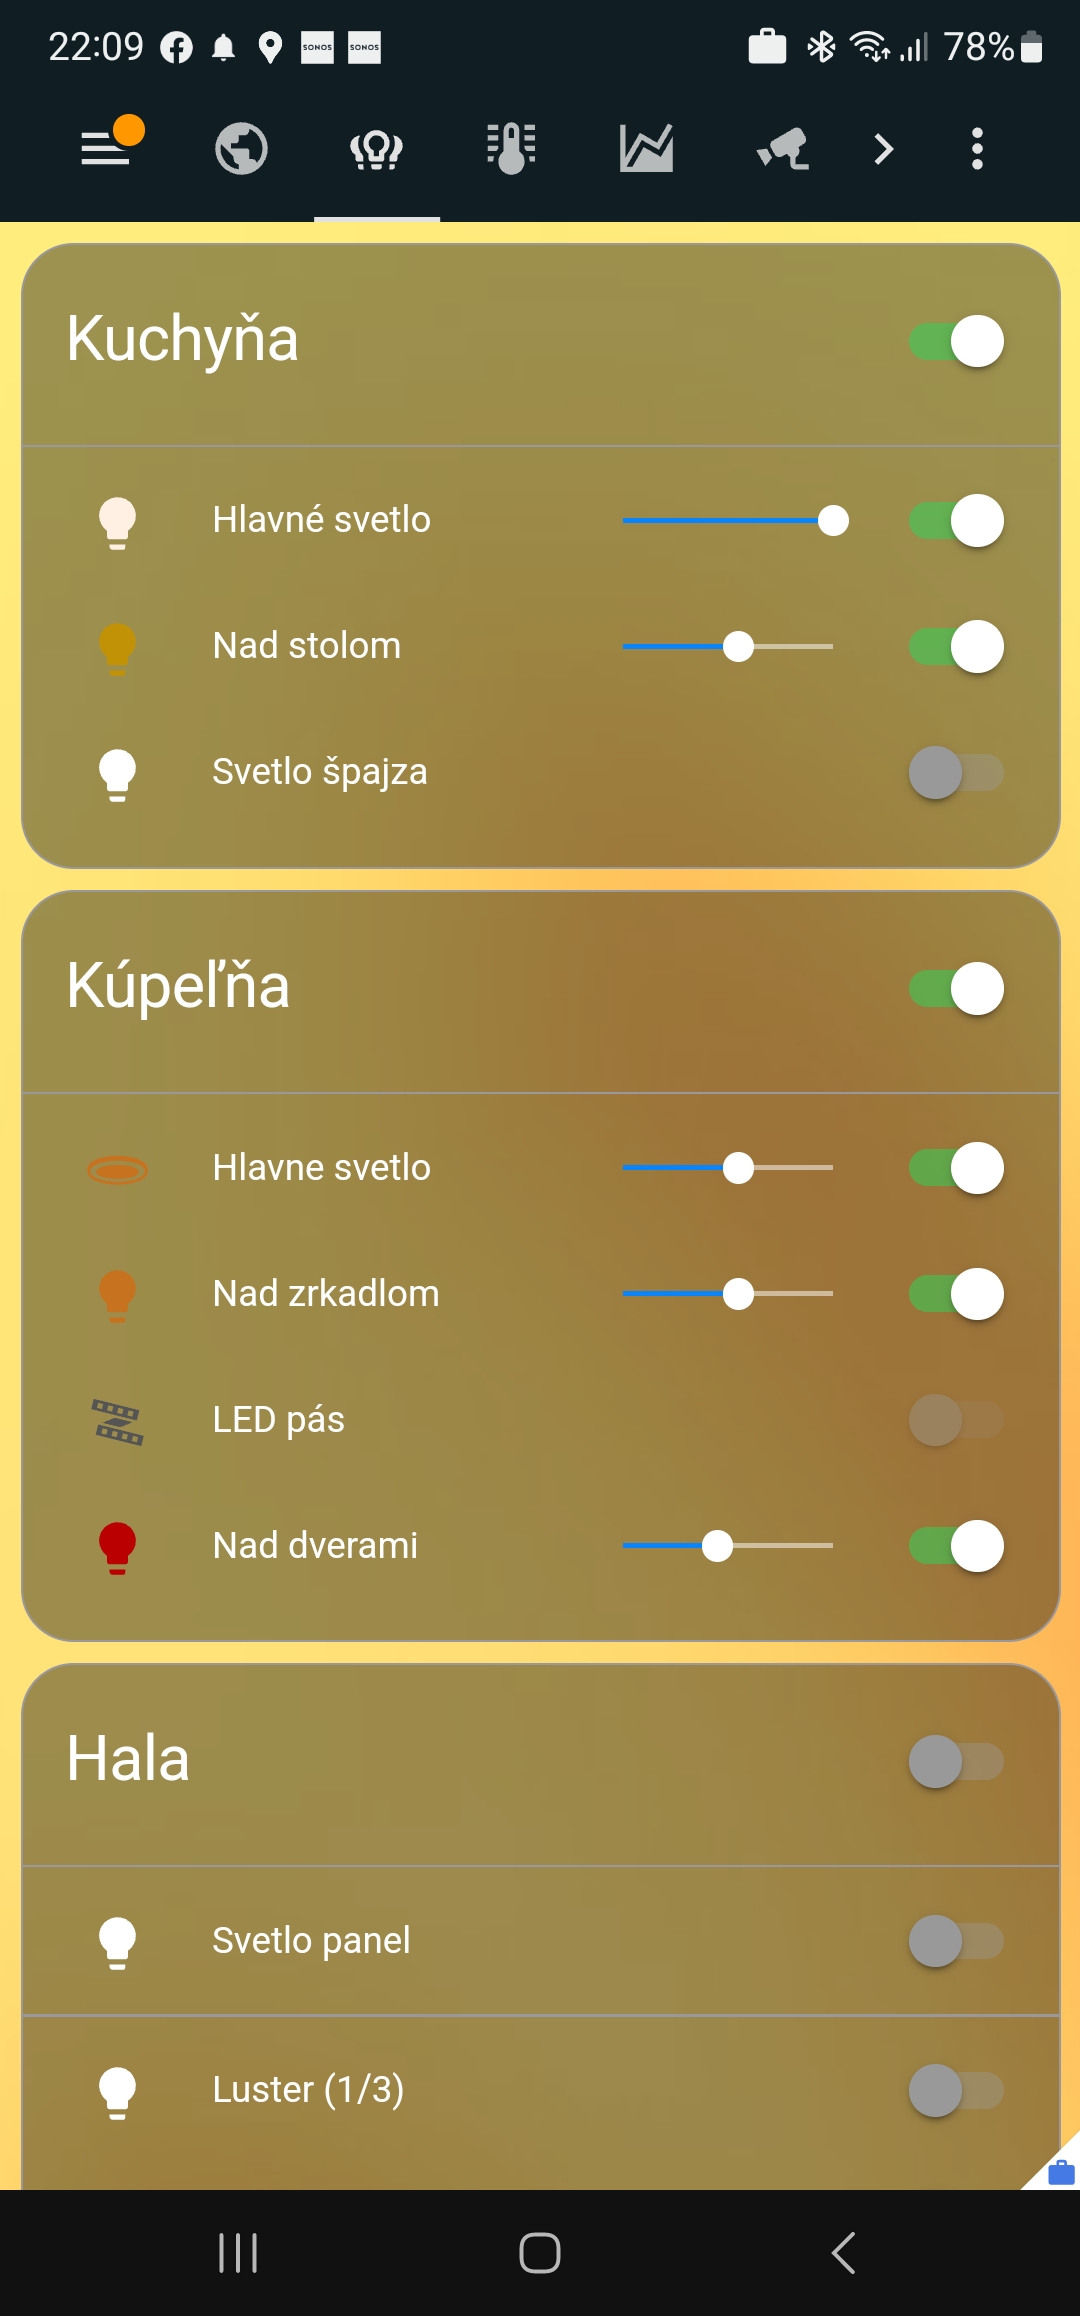 22:09 SONOS SONOS 78%
Kuchyňa
Hlavné svetlo
Nad stolom
Svetlo špajza
Kúpeľňa
Hlavne svetlo
Nad zrkadlom
LED pás
Nad dverami
Hala
Svetlo panel
Luster (1/3)